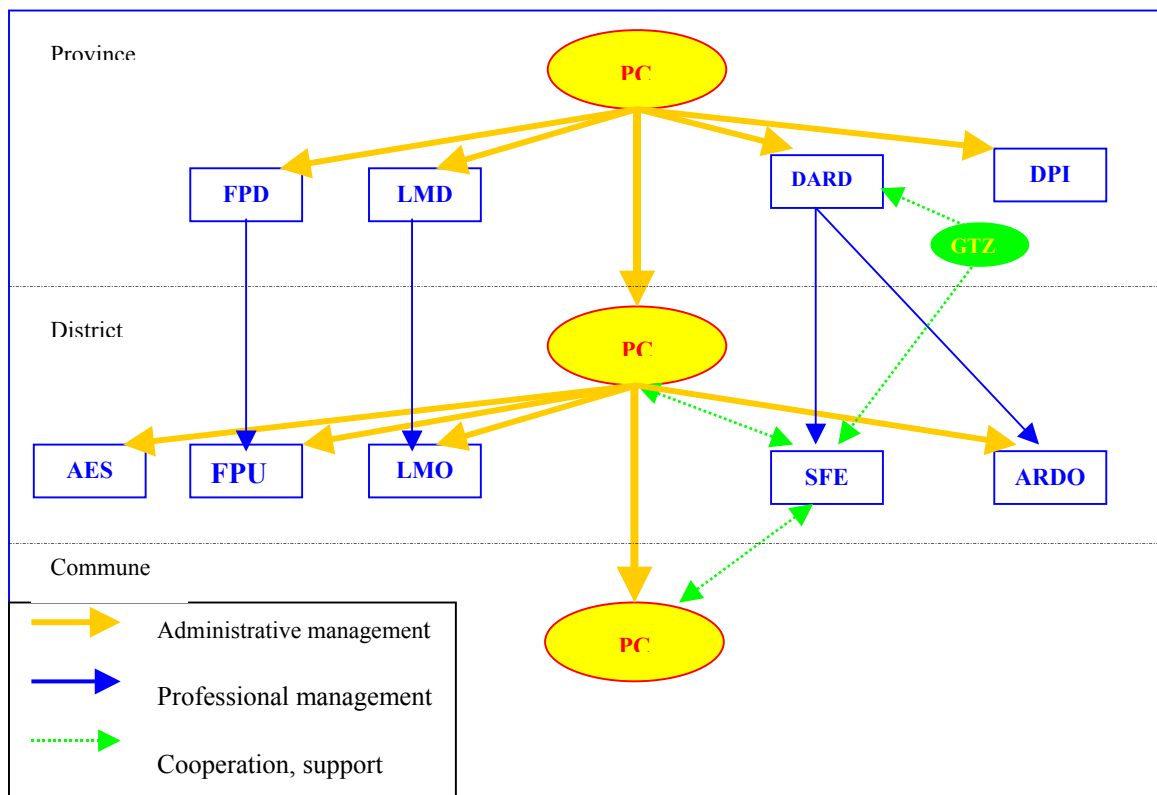 Province
PC
FPD
LMD
DARD
DPI
GTZ
District
PC
AES
FPU
LMO
SFE
ARDO
Commune
PC
Administrative management
Professional management
Cooperation, support